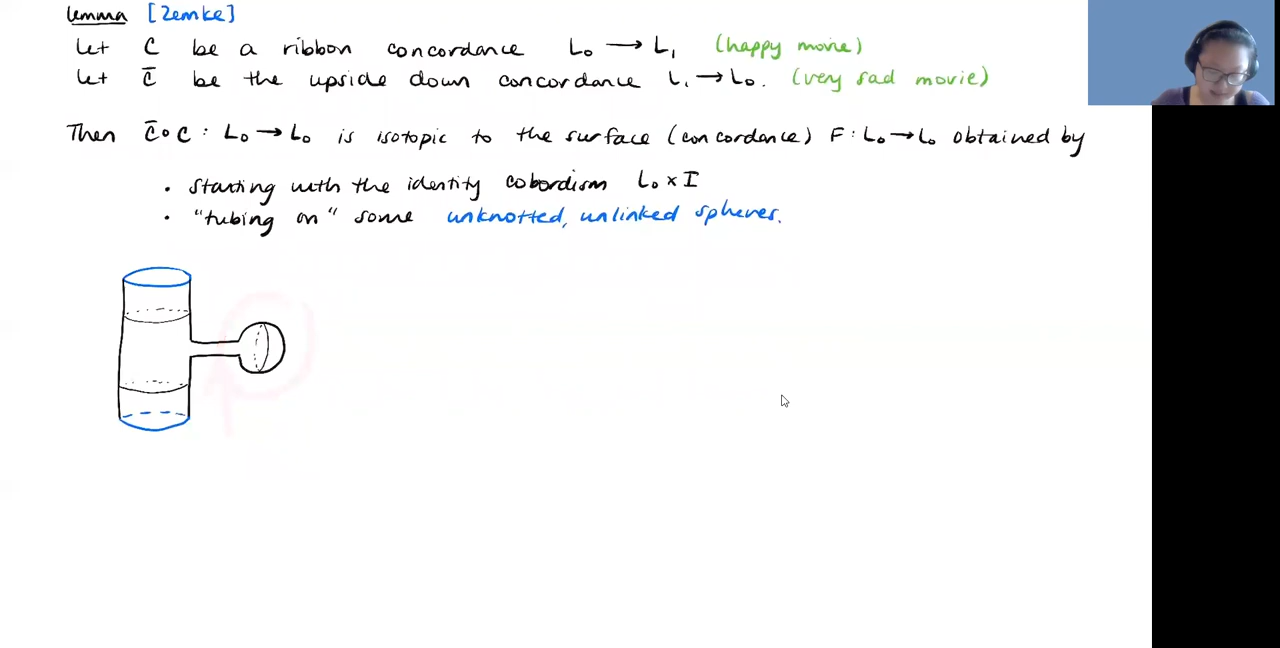 Lemma [Zemke]
Let C be a ribbon concordance L₀ → L₁ (happy movie)
Let C̄ be the upside down concordance L₁ → L₀. (very sad movie)
Then C̄ ∘ C : L₀ → L₀ is isotopic to the surface (concordance) F : L₀ → L₀ obtained by
• starting with the identity cobordism L₀ × I
• "tubing on" some unknotted, unlinked spheres.